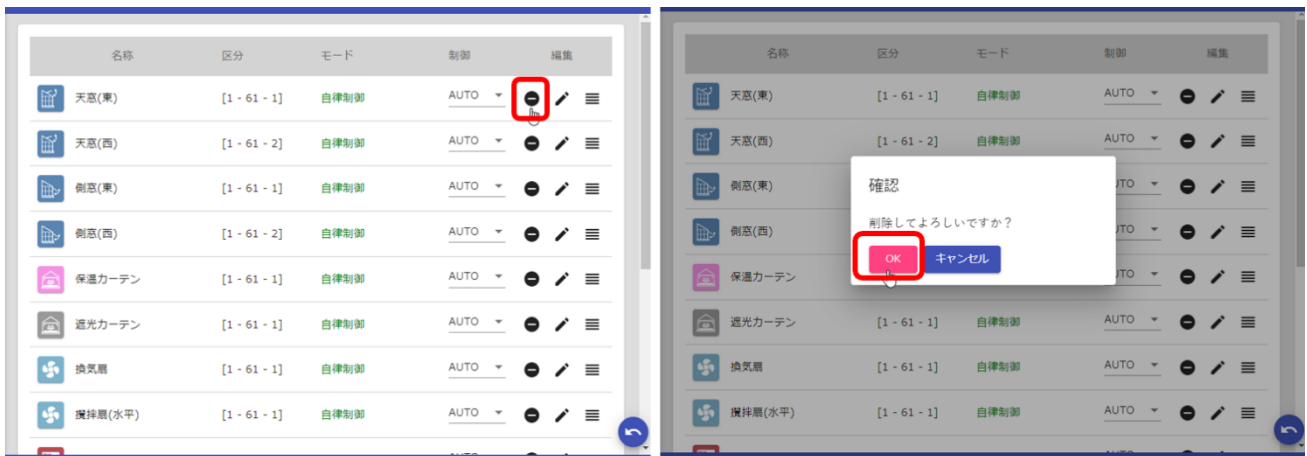 名称 区分 モード 制御 編集
天窓(東) [1 - 61 - 1] 自律制御 AUTO
天窓(西) [1 - 61 - 2] 自律制御 AUTO
側窓(東) [1 - 61 - 1] 自律制御 AUTO
側窓(西) [1 - 61 - 2] 自律制御 AUTO
保温カーテン [1 - 61 - 1] 自律制御 AUTO
遮光カーテン [1 - 61 - 1] 自律制御 AUTO
換気扇 [1 - 61 - 1] 自律制御 AUTO
攪拌扇(水平) [1 - 61 - 1] 自律制御 AUTO
名称 区分 モード 制御 編集
天窓(東) [1 - 61 - 1] 自律制御 AUTO
天窓(西) [1 - 61 - 2] 自律制御 AUTO
側窓(東)
側窓(西)
保温カーテン
遮光カーテン [1 - 61 - 1] 自律制御 AUTO
換気扇 [1 - 61 - 1] 自律制御 AUTO
攪拌扇(水平) [1 - 61 - 1] 自律制御 AUTO
確認
削除してよろしいですか？
OK キャンセル